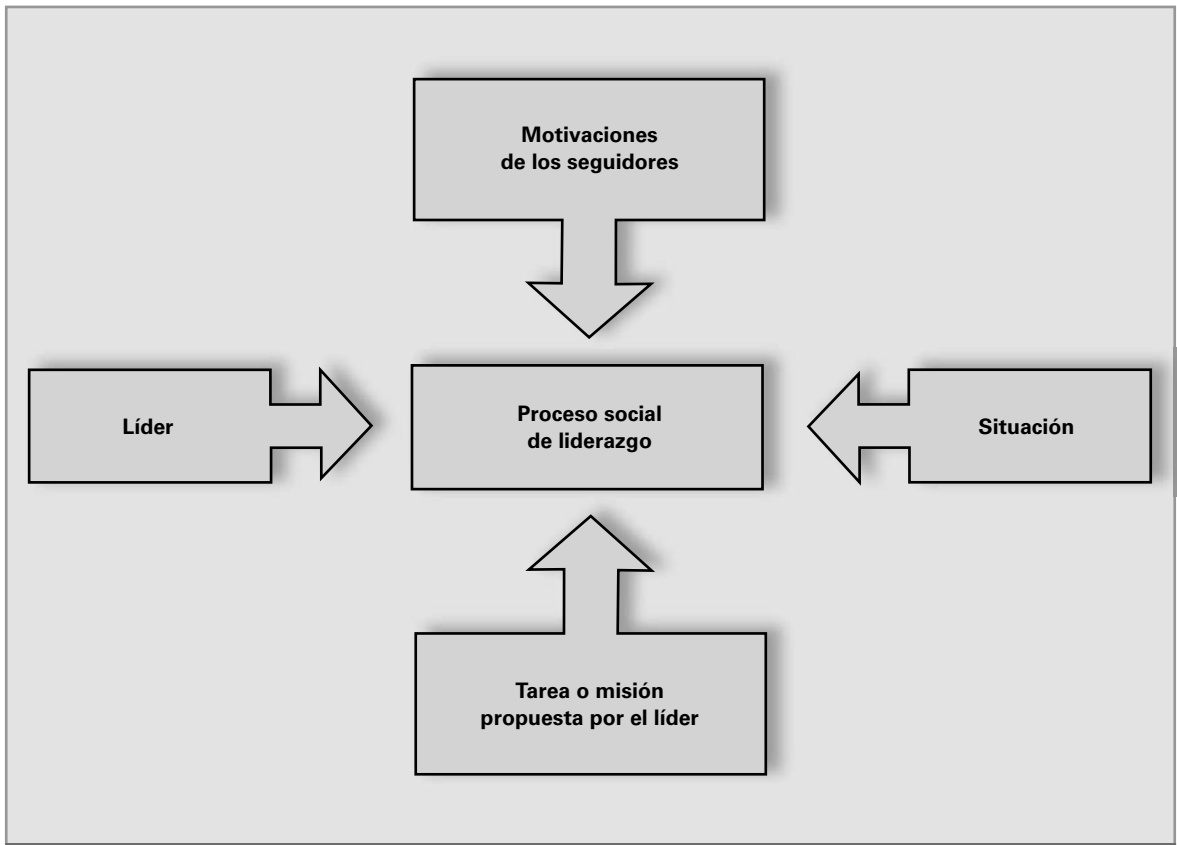 Motivaciones
de los seguidores
Líder
Proceso social
de liderazgo
Situación
Tarea o misión
propuesta por el líder